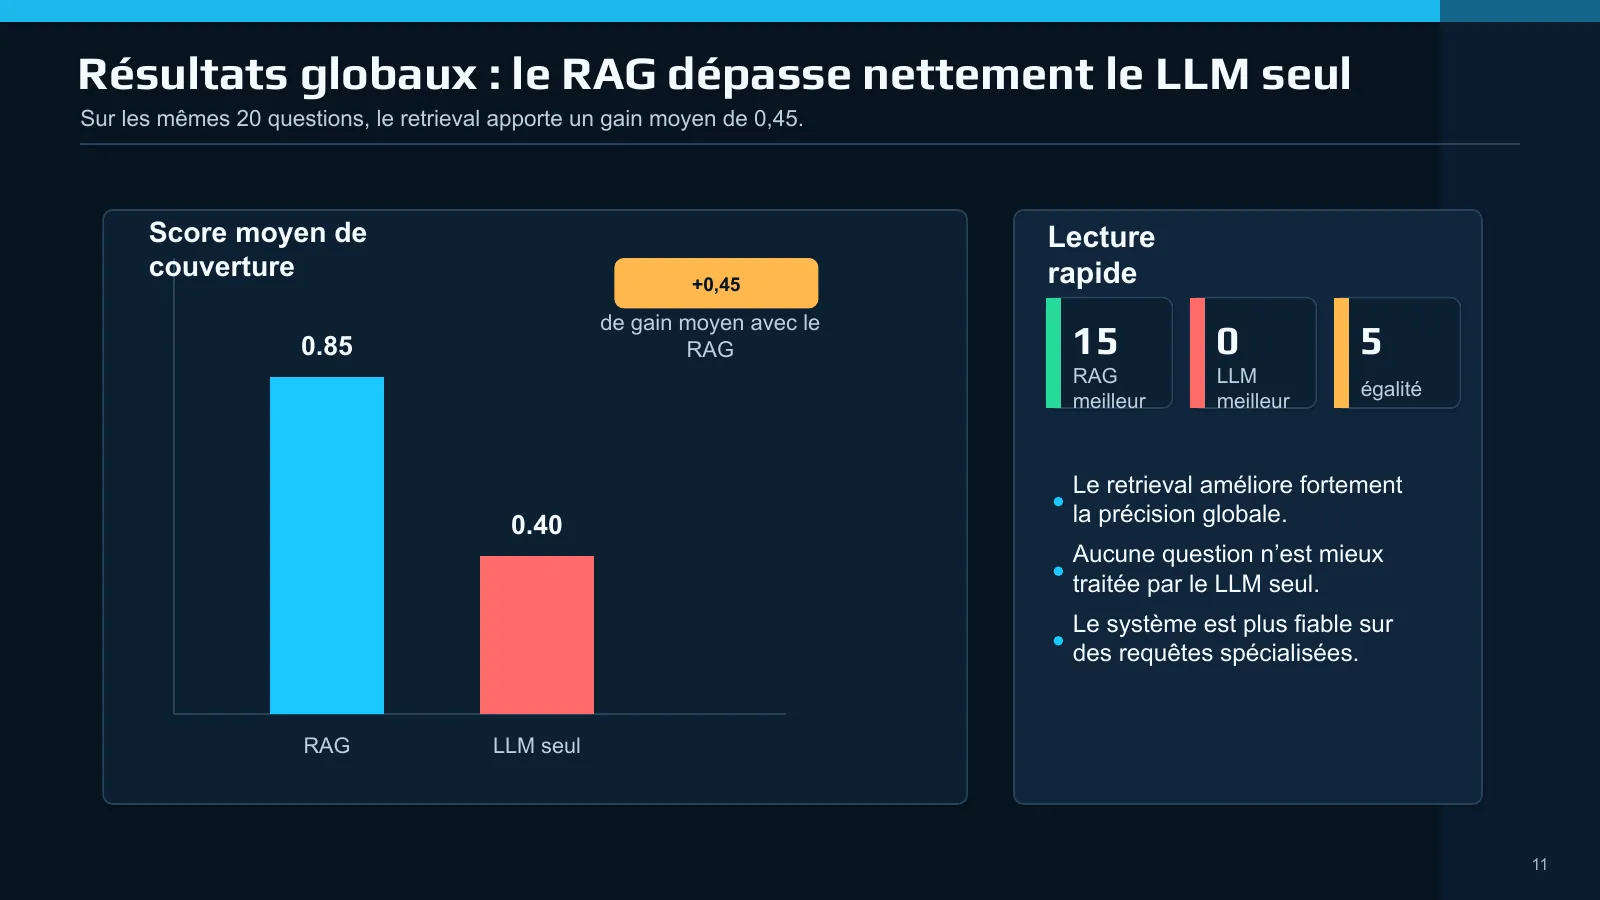 Résultats globaux : le RAG dépasse nettement le LLM seul
Sur les mêmes 20 questions, le retrieval apporte un gain moyen de 0,45.
Score moyen de
couverture
+0,45
de gain moyen avec le
RAG
0.85
0.40
RAG
LLM seul
Lecture
rapide
15
RAG
meilleur
0
LLM
meilleur
5
égalité
Le retrieval améliore fortement
la précision globale.
Aucune question n’est mieux
traitée par le LLM seul.
Le système est plus fiable sur
des requêtes spécialisées.
11